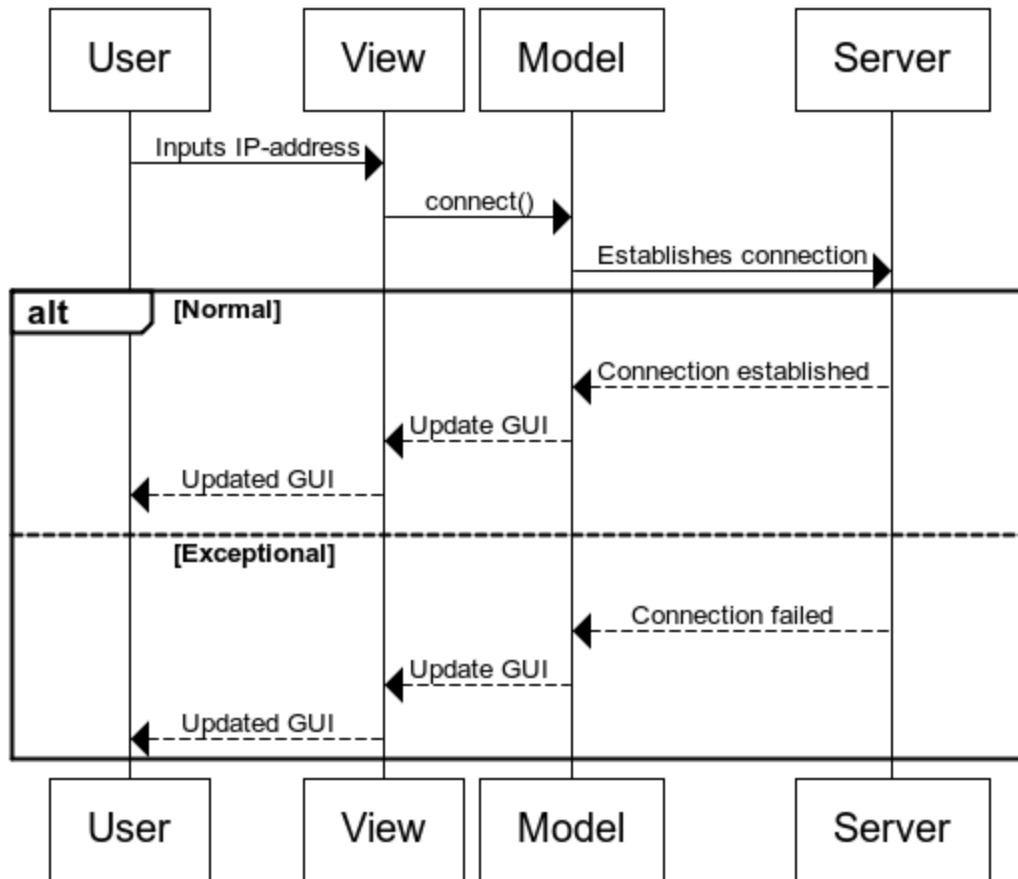 User View Model Server
Inputs IP-address
connect()
Establishes connection
alt [Normal]
Connection established
Update GUI
Updated GUI
[Exceptional]
Connection failed
Update GUI
Updated GUI
User View Model Server